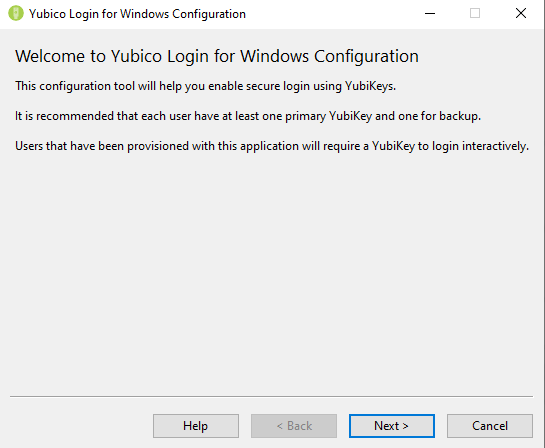 Yubico Login for Windows Configuration
Welcome to Yubico Login for Windows Configuration
This configuration tool will help you enable secure login using YubiKeys.
It is recommended that each user have at least one primary YubiKey and one for backup.
Users that have been provisioned with this application will require a YubiKey to login interactively.
Help
< Back
Next >
Cancel